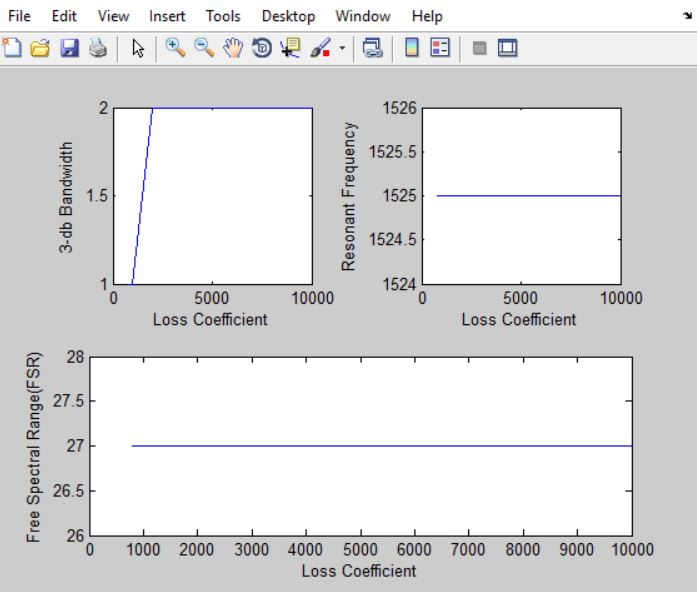 File Edit View Insert Tools Desktop Window Help
2
1.5
1
3-db Bandwidth
0 5000 10000
Loss Coefficient
1526
1525.5
1525
1524.5
1524
Resonant Frequency
0 5000 10000
Loss Coefficient
28
27.5
27
26.5
26
Free Spectral Range(FSR)
0 1000 2000 3000 4000 5000 6000 7000 8000 9000 10000
Loss Coefficient